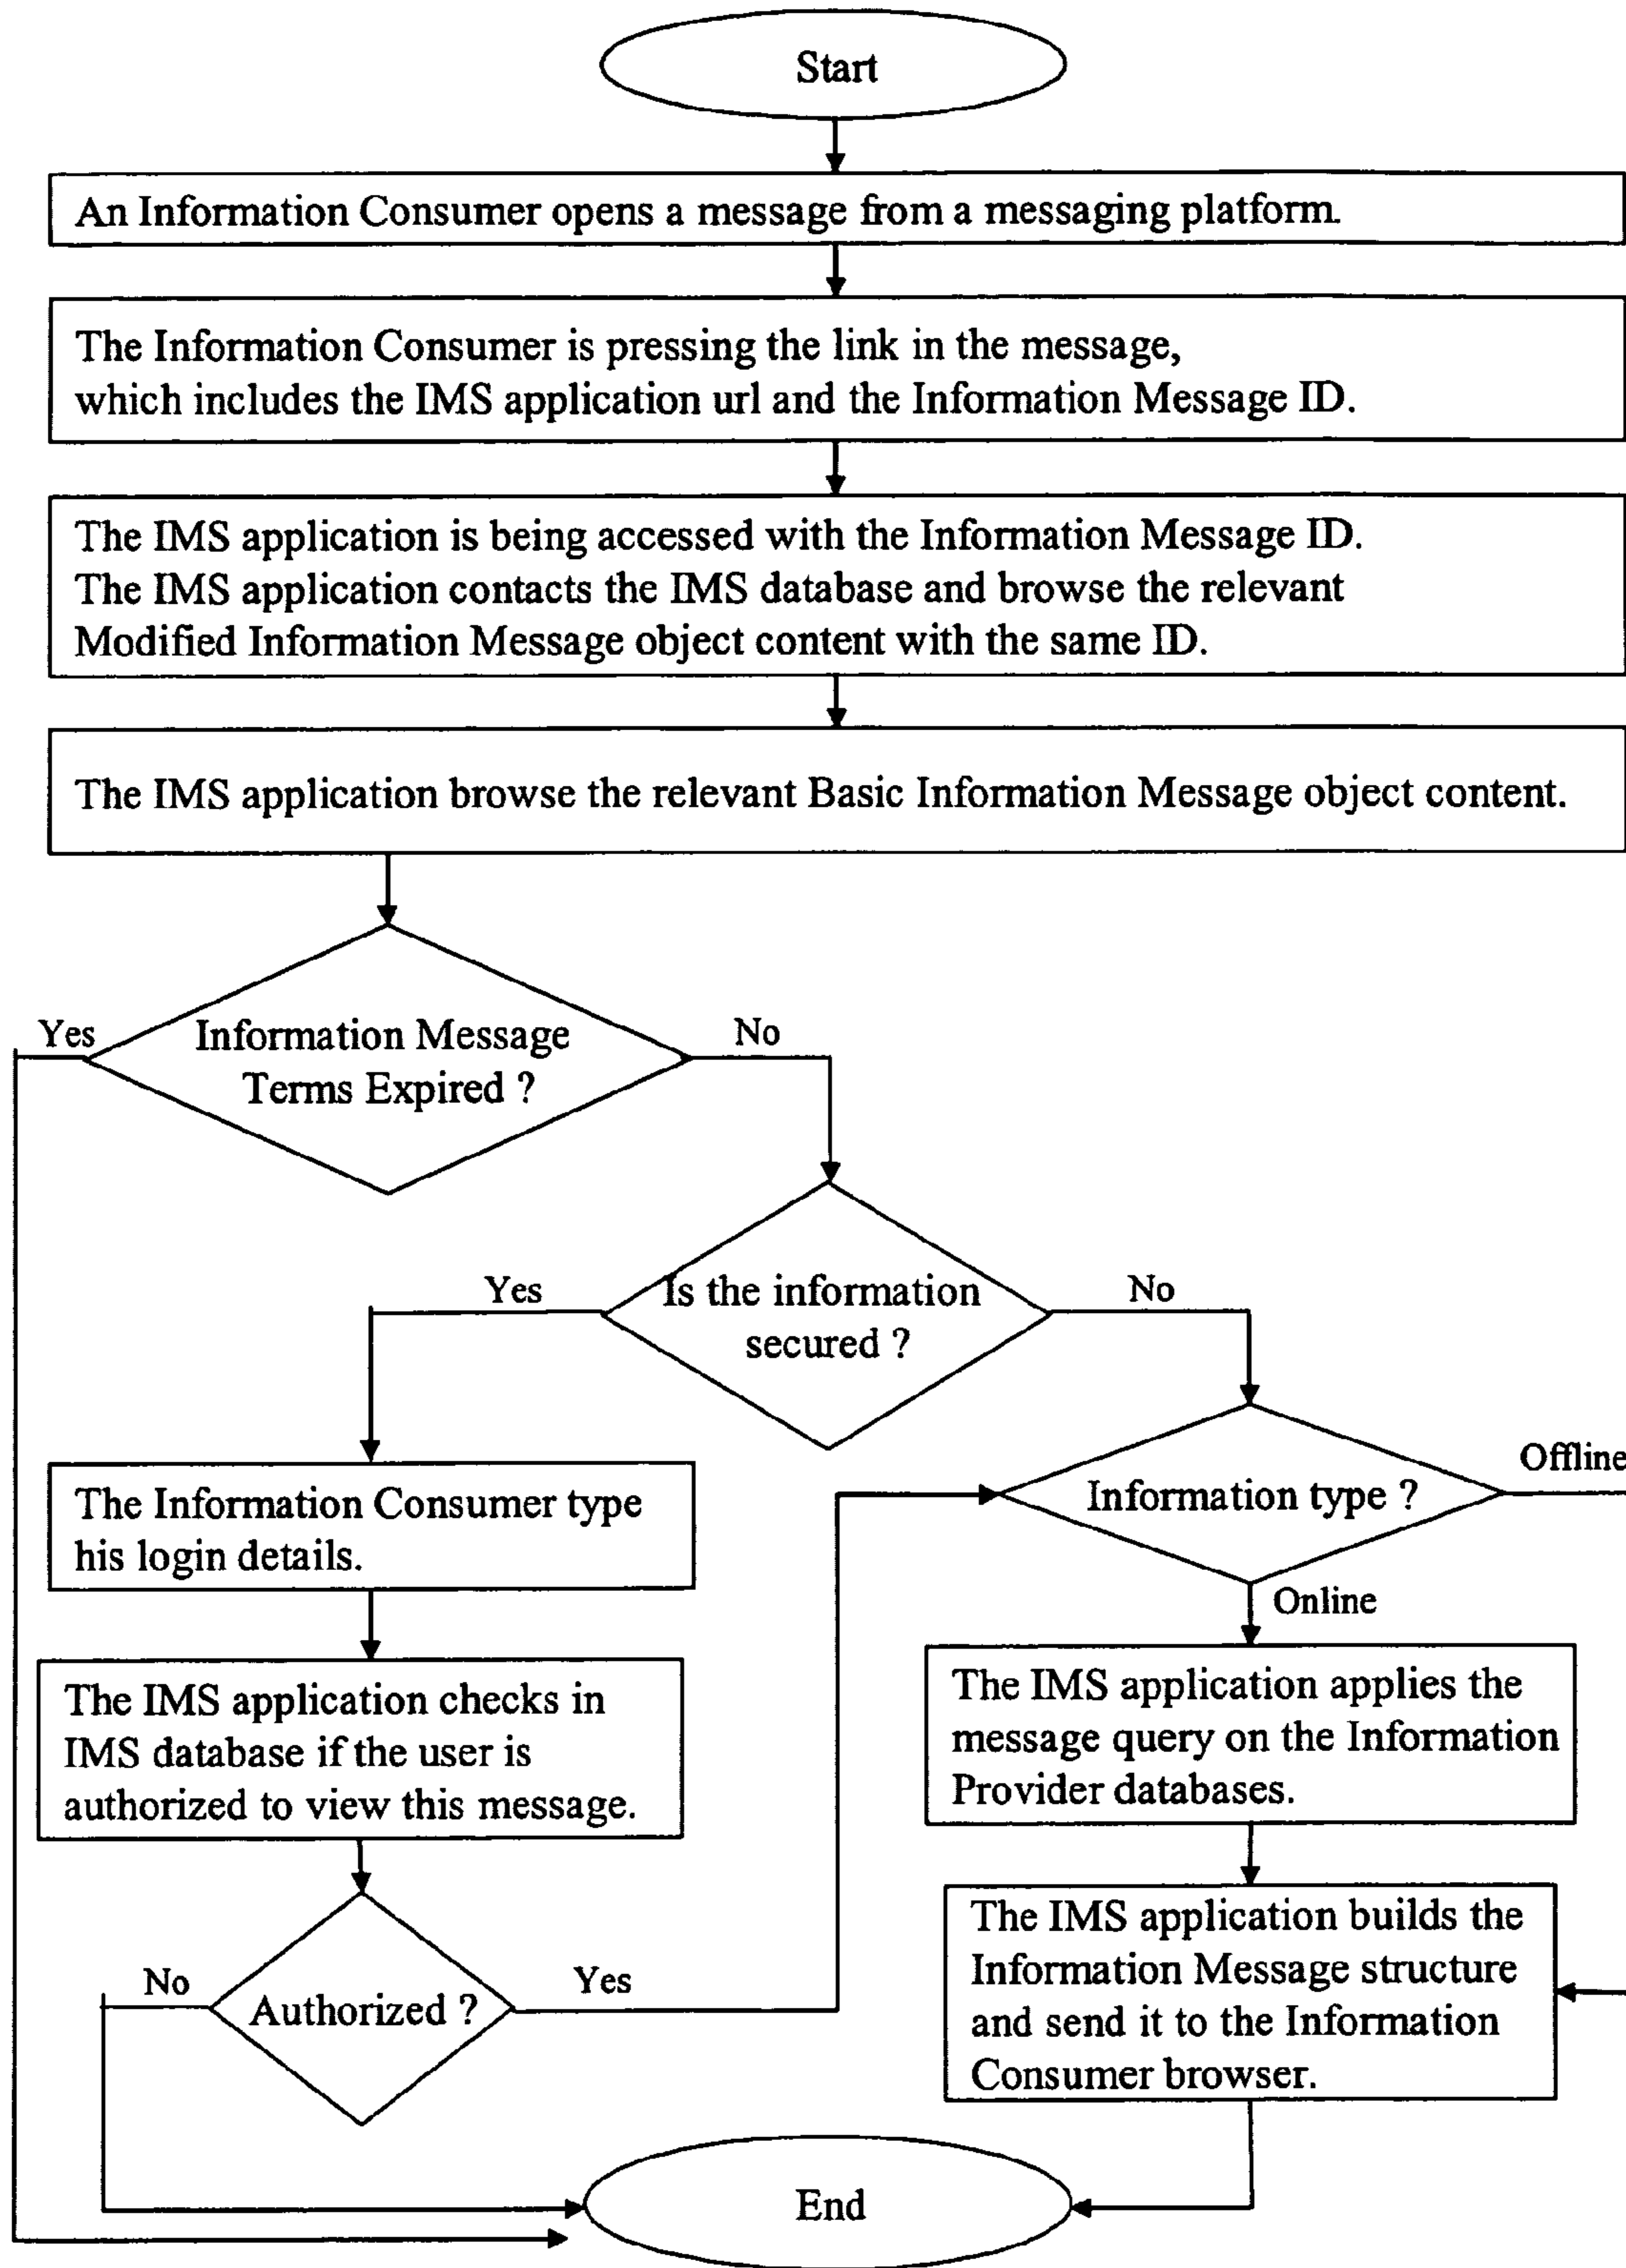 Start
An Information Consumer opens a message from a messaging platform.
The Information Consumer is pressing the link in the message,
which includes the IMS application url and the Information Message ID.
The IMS application is being accessed with the Information Message ID.
The IMS application contacts the IMS database and browse the relevant
Modified Information Message object content with the same ID.
The IMS application browse the relevant Basic Information Message object content.
Yes
Information Message
Terms Expired ?
No
Yes
Is the information
secured ?
No
The Information Consumer type
his login details.
Information type ?
Offline
Online
The IMS application checks in
IMS database if the user is
authorized to view this message.
The IMS application applies the
message query on the Information
Provider databases.
No
Authorized ?
Yes
The IMS application builds the
Information Message structure
and send it to the Information
Consumer browser.
End